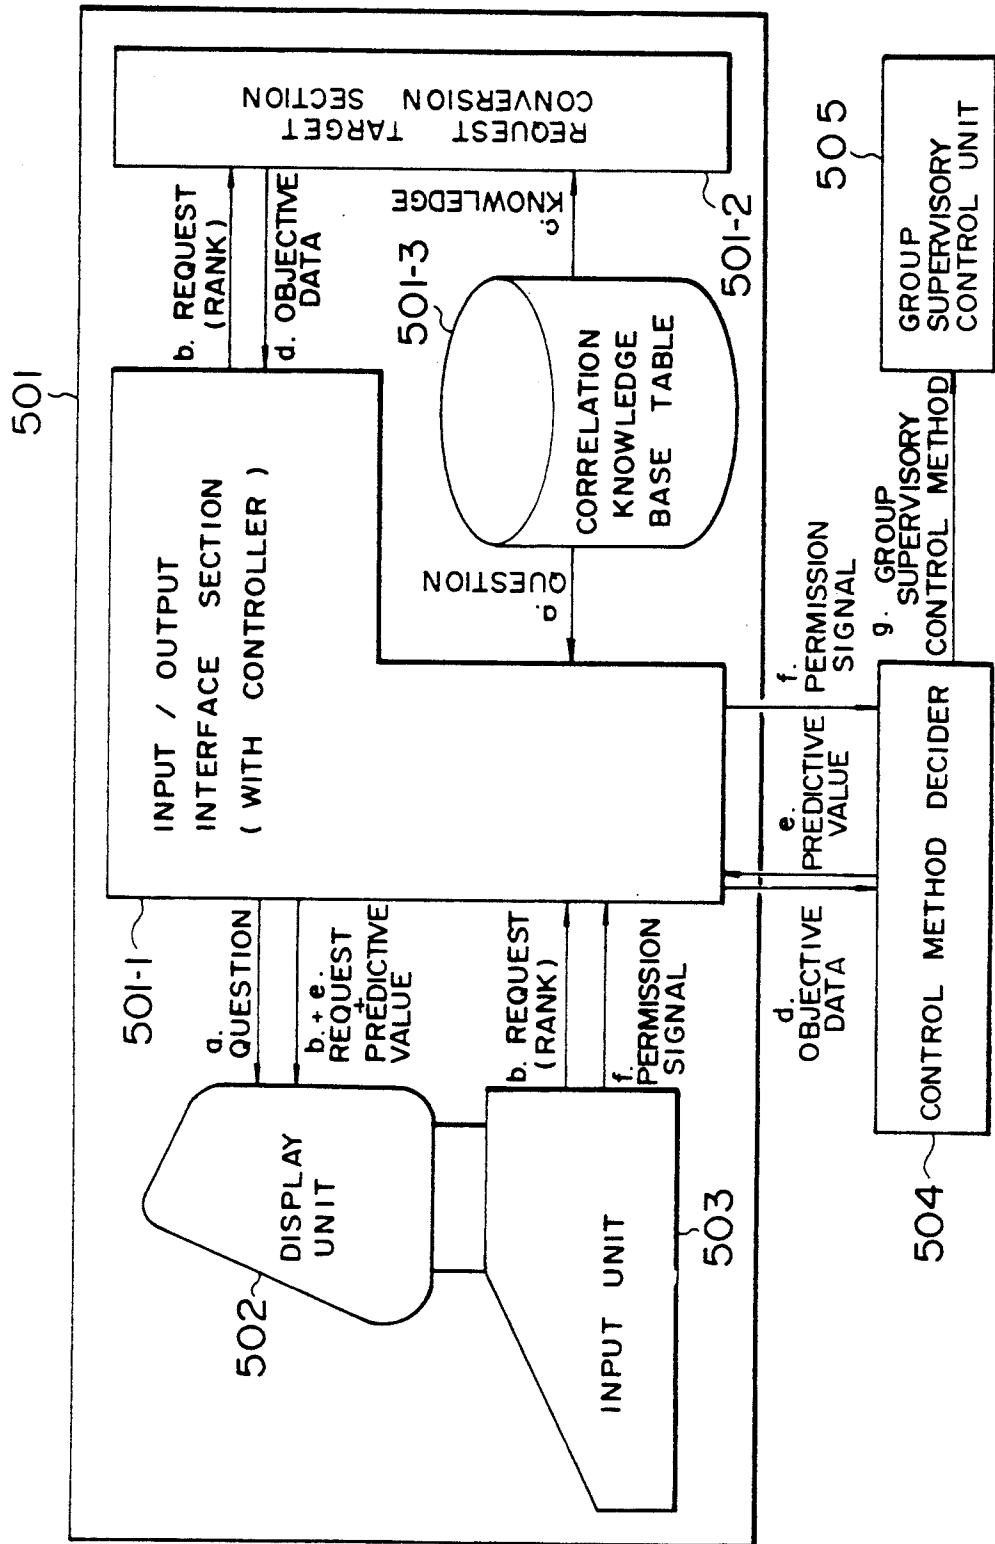 501
INPUT / OUTPUT
INTERFACE SECTION
( WITH CONTROLLER )
501-1
b. REQUEST
(RANK)
d. OBJECTIVE
DATA
REQUEST TARGET
CONVERSION SECTION
501-2
c.
KNOWLEDGE
501-3
CORRELATION
KNOWLEDGE
BASE TABLE
a.
QUESTION
a.
QUESTION
b. + e.
REQUEST
+
PREDICTIVE
VALUE
DISPLAY
UNIT
502
b. REQUEST
(RANK)
f.
PERMISSION
SIGNAL
INPUT UNIT
503
d.
OBJECTIVE
DATA
e.
PREDICTIVE
VALUE
f.
PERMISSION
SIGNAL
CONTROL METHOD DECIDER
504
g. GROUP
SUPERVISORY
CONTROL METHOD
GROUP
SUPERVISORY
CONTROL UNIT
505